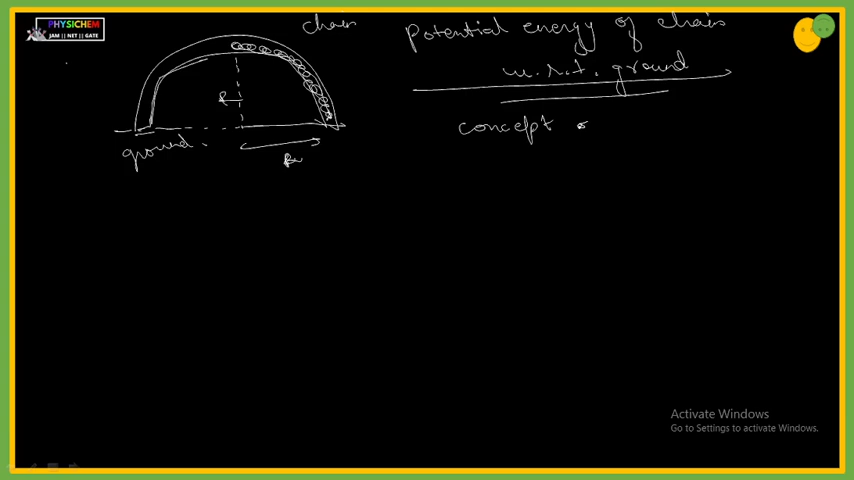 PHYSICHEM
JAM || NET || GATE
chain
potential energy of chain
w.r.t. ground
R
concept
ground.
R
Activate Windows
Go to Settings to activate Windows.